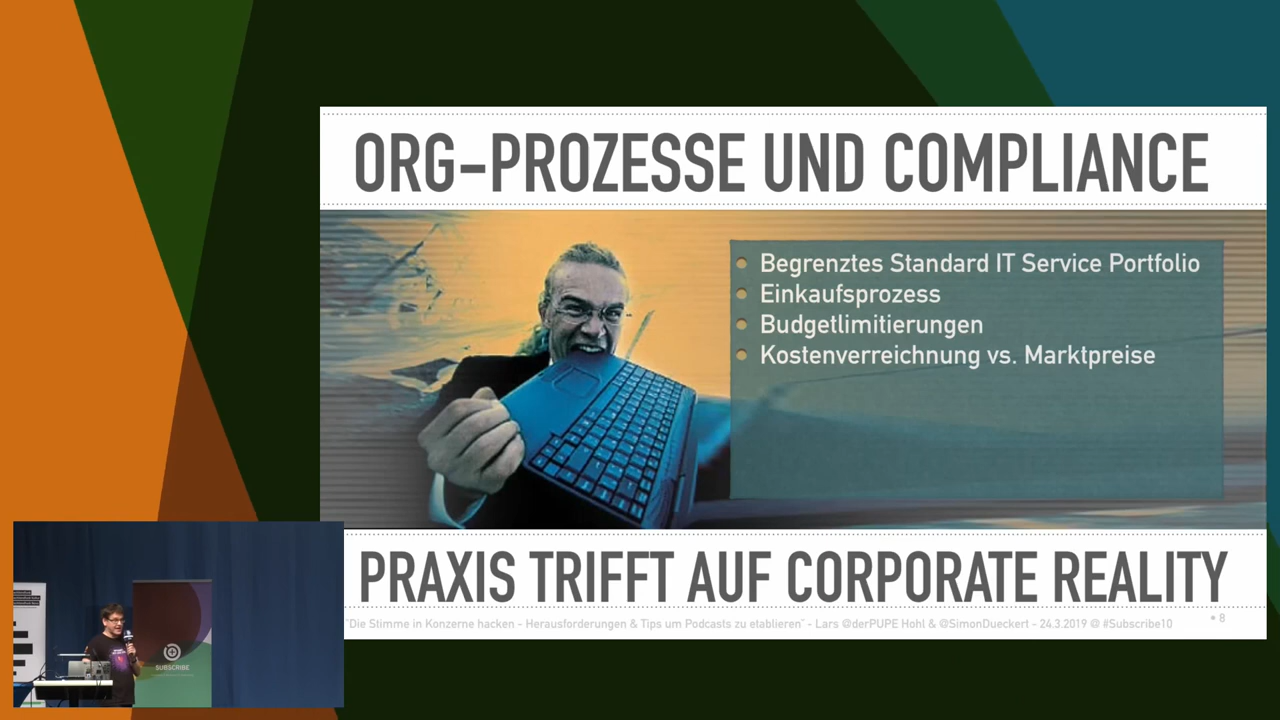 ORG-PROZESSE UND COMPLIANCE
• Begrenztes Standard IT Service Portfolio
• Einkaufsprozess
• Budgetlimitierungen
• Kostenverreichnung vs. Marktpreise
PRAXIS TRIFFT AUF CORPORATE REALITY
"Die Stimme in Konzerne hacken - Herausforderungen & Tips um Podcasts zu etablieren" - Lars @derPUPE Hohl & @SimonDueckert - 24.3.2019 @ #Subscribe10
• 8
SUBSCRIBE